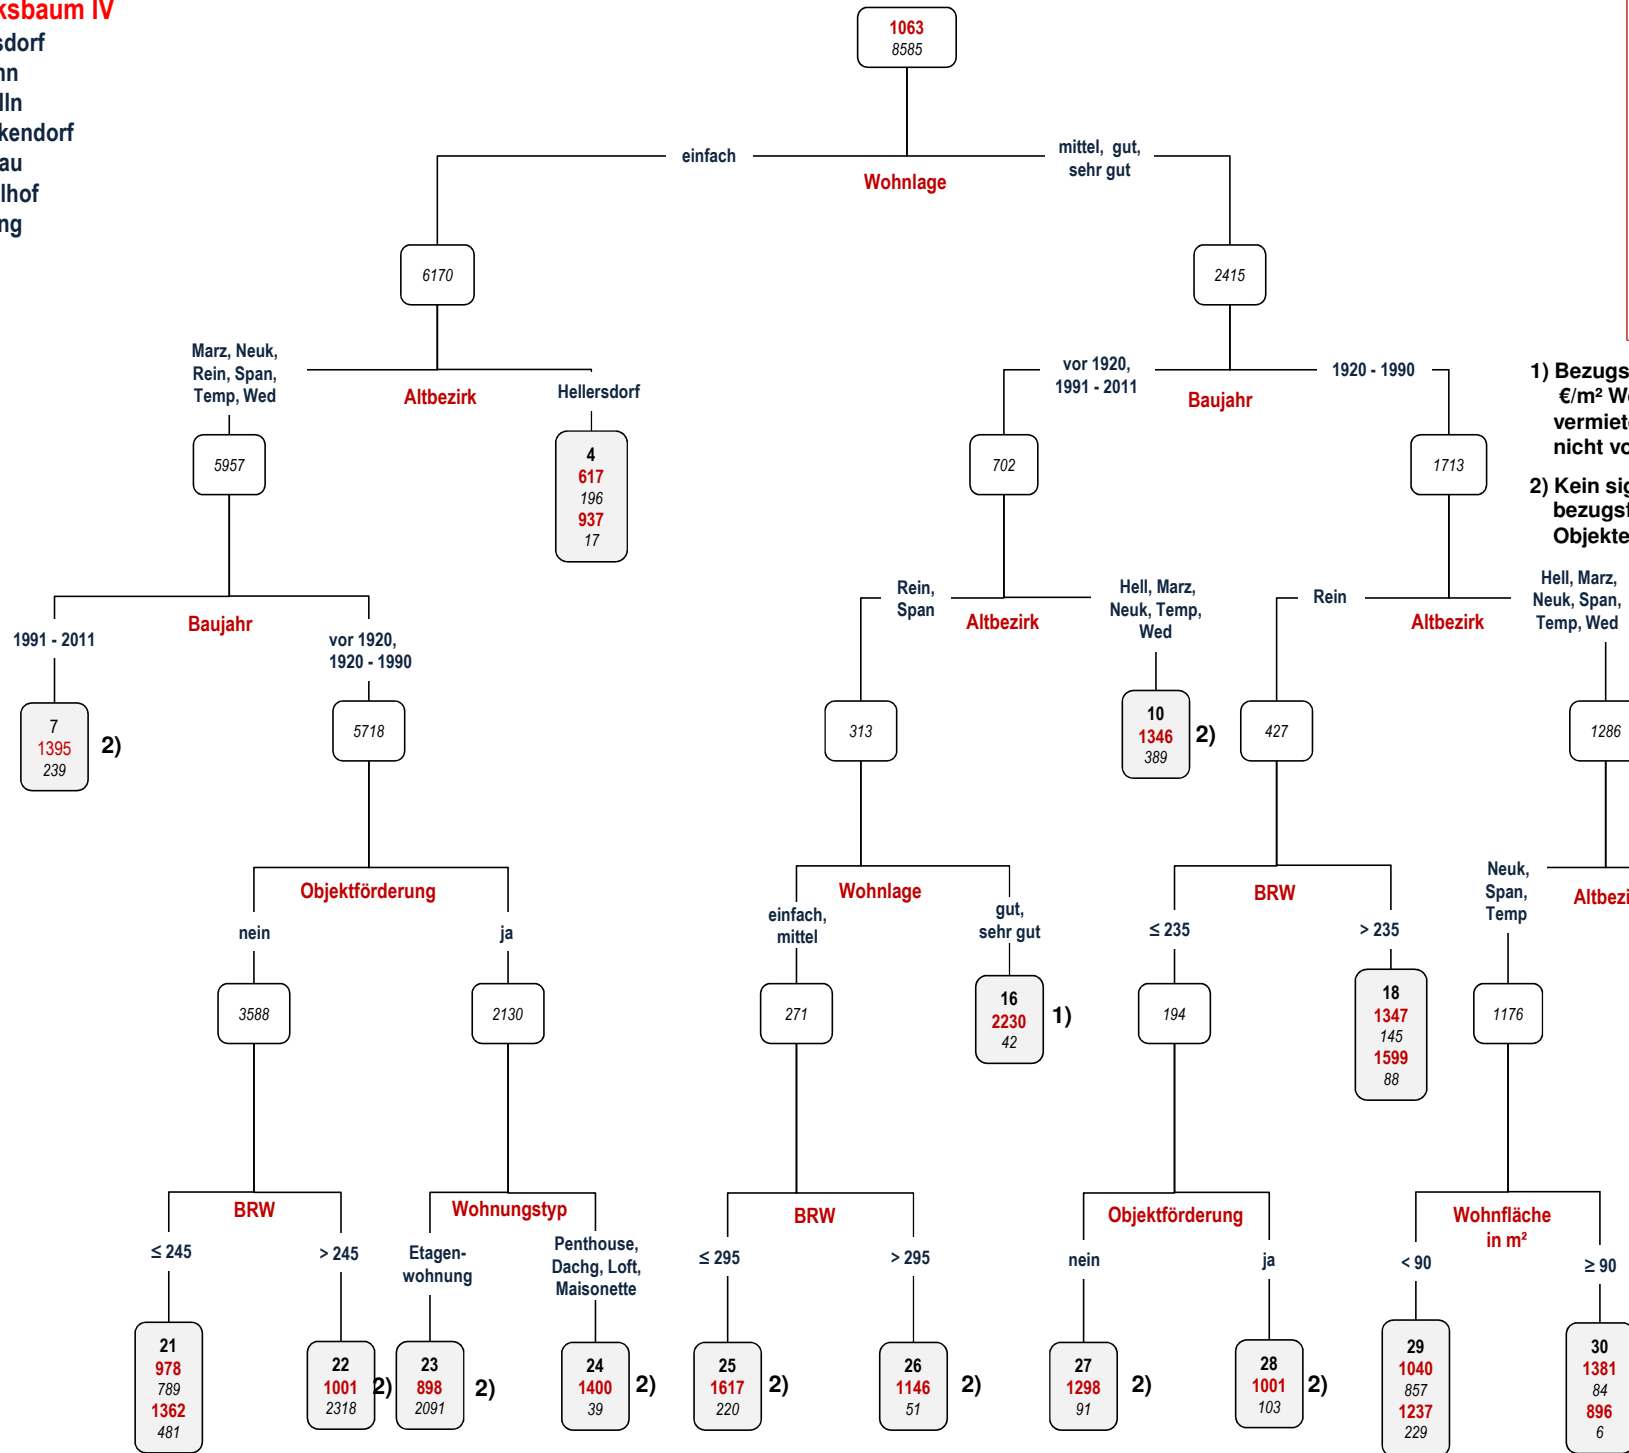 ksbaum IV
sdorf
nn
lln
kendorf
au
lhof
ng
1063
8585
einfach
Wohnlage
mittel, gut,
sehr gut
6170
2415
Marz, Neuk,
Rein, Span,
Temp, Wed
Altbezirk
Hellersdorf
vor 1920,
1991 - 2011
Baujahr
1920 - 1990
1) Bezugs
€/m² We
vermiet
nicht vo
2) Kein sig
bezugsf
Objekte
5957
4
617
196
937
17
702
1713
1991 - 2011
Baujahr
vor 1920,
1920 - 1990
Rein,
Span
Altbezirk
Hell, Marz,
Neuk, Temp,
Wed
Rein
Altbezirk
Hell, Marz,
Neuk, Span,
Temp, Wed
7
1395
239
2)
5718
313
10
1346
389
2)
427
1286
nein
Objektförderung
ja
einfach,
mittel
Wohnlage
gut,
sehr gut
≤ 235
BRW
> 235
Neuk,
Span,
Temp
Altbezi
3588
2130
271
16
2230
42
1)
194
18
1347
145
1599
88
1176
≤ 245
BRW
> 245
Etagen-
wohnung
Wohnungstyp
Penthouse,
Dachg, Loft,
Maisonette
≤ 295
BRW
> 295
nein
Objektförderung
ja
< 90
Wohnfläche
in m²
≥ 90
21
978
789
1362
481
22
1001
2318
2)
23
898
2091
2)
24
1400
39
2)
25
1617
220
2)
26
1146
51
2)
27
1298
91
2)
28
1001
103
2)
29
1040
857
1237
229
30
1381
84
896
6